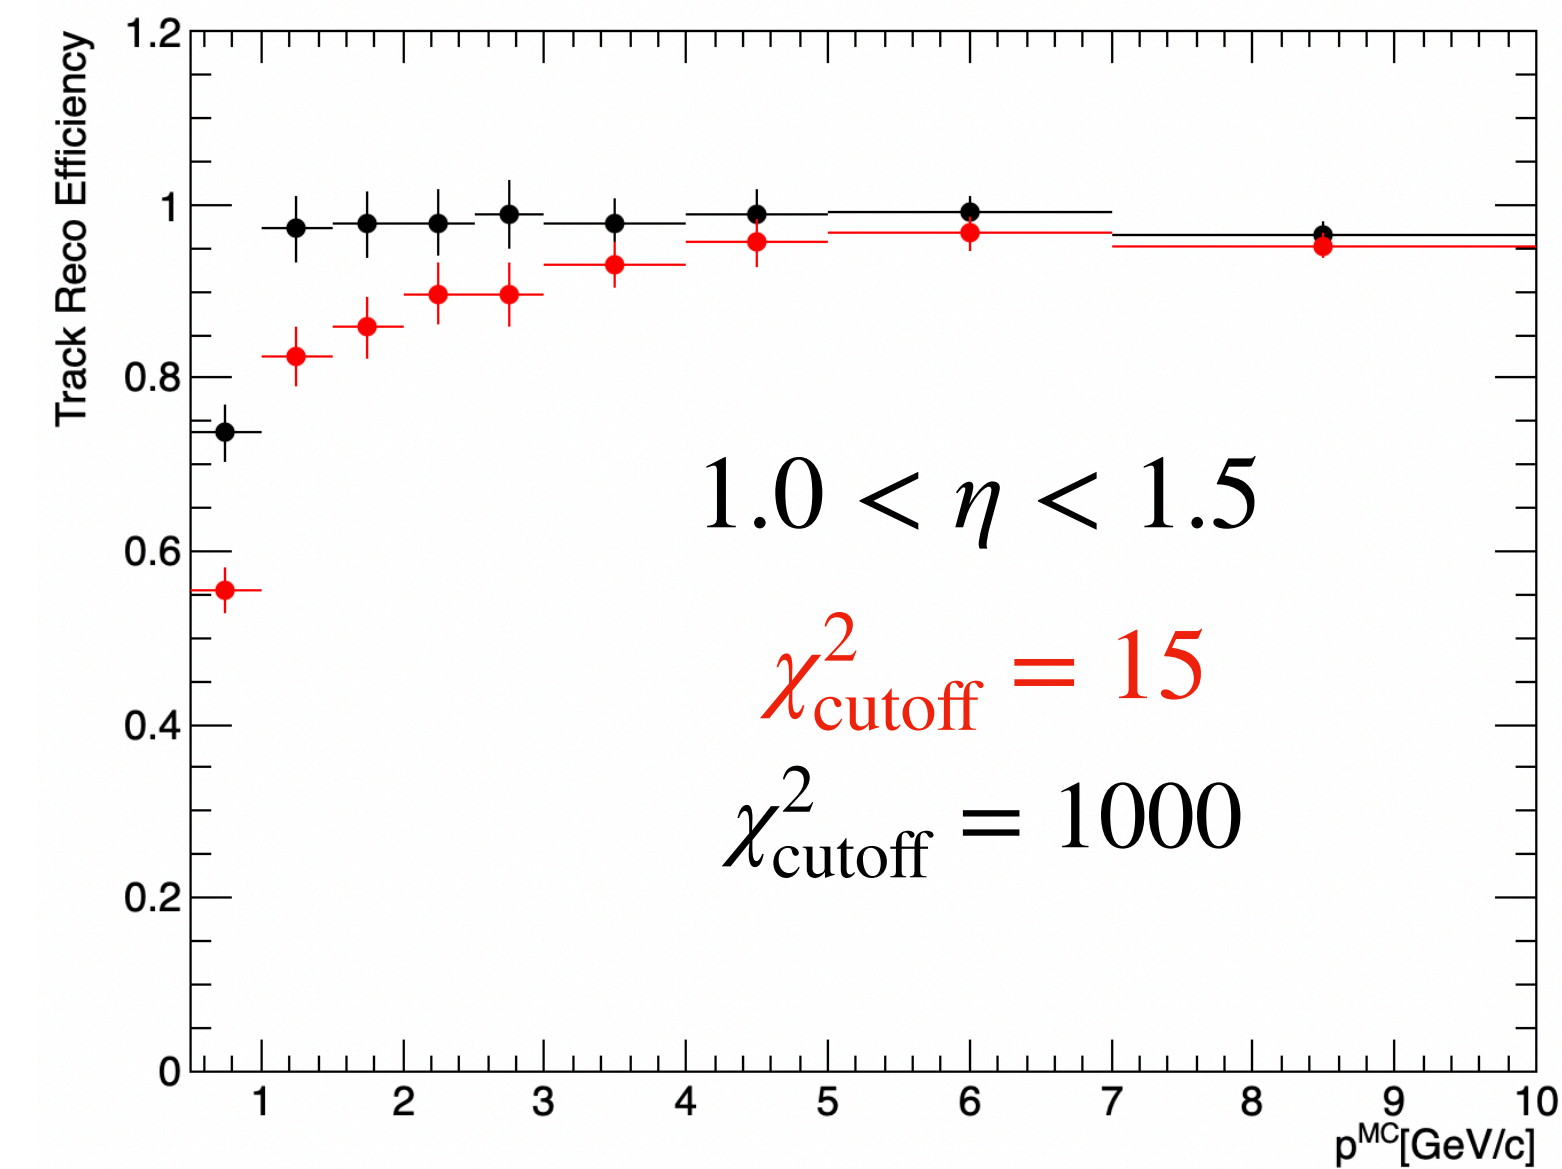 Track Reco Efficiency
1.2
1
0.8
0.6
0.4
0.2
0
1.0 < η < 1.5
χ²cutoff = 15
χ²cutoff = 1000
1 2 3 4 5 6 7 8 9 10
pᴹᶜ[GeV/c]